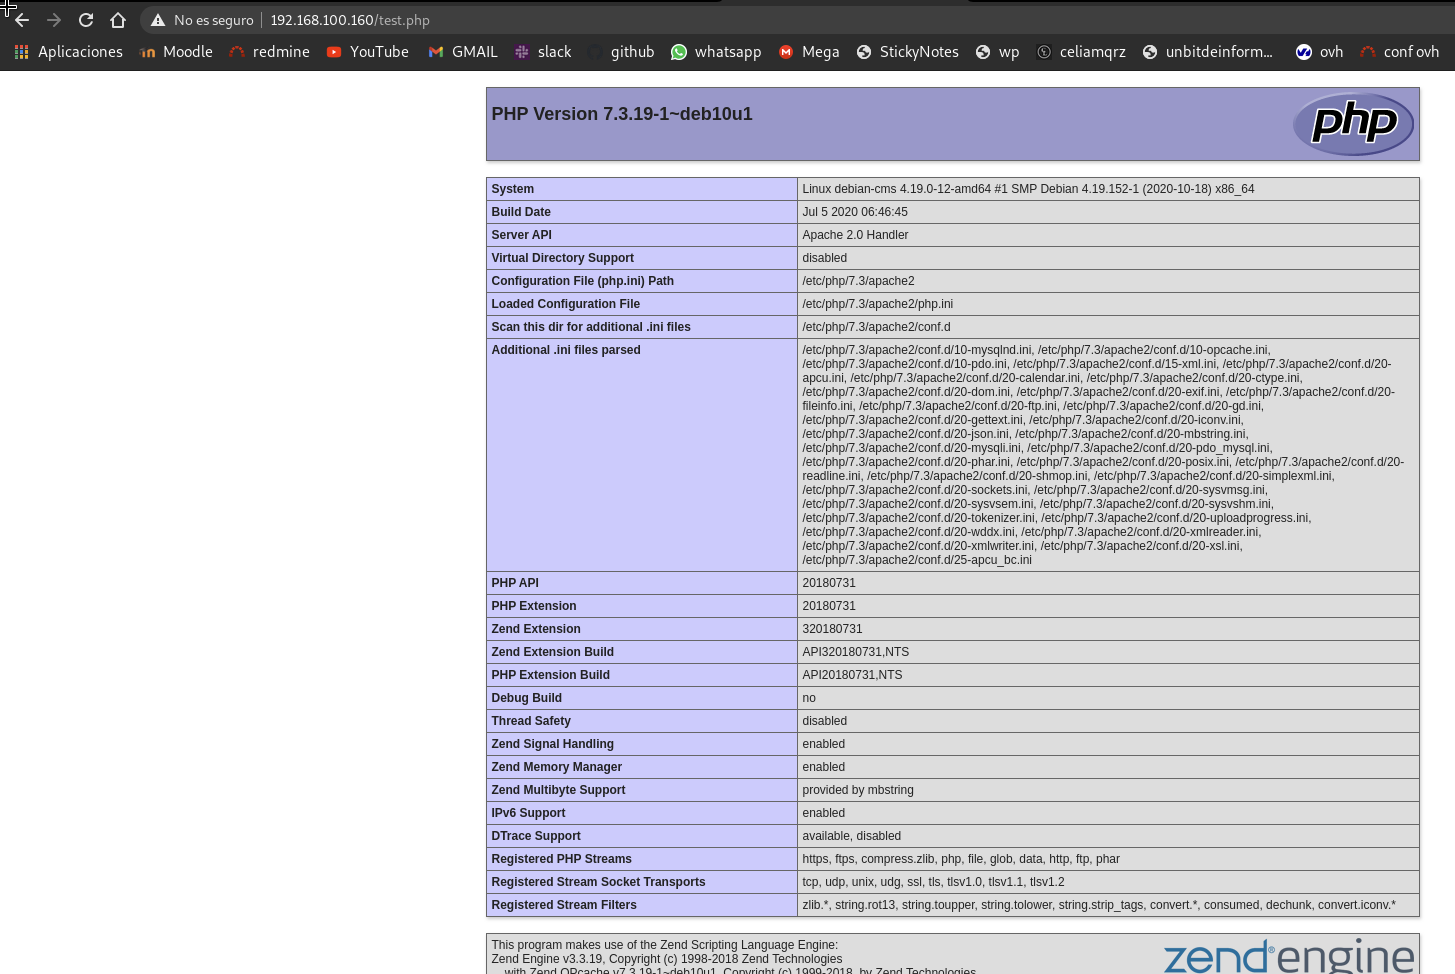 No es seguro 192.168.100.160/test.php
Aplicaciones Moodle redmine YouTube GMAIL slack github whatsapp Mega StickyNotes wp celiamqrz unbitdeinform... ovh conf ovh
PHP Version 7.3.19-1~deb10u1
php
System Linux debian-cms 4.19.0-12-amd64 #1 SMP Debian 4.19.152-1 (2020-10-18) x86_64
Build Date Jul 5 2020 06:46:45
Server API Apache 2.0 Handler
Virtual Directory Support disabled
Configuration File (php.ini) Path /etc/php/7.3/apache2
Loaded Configuration File /etc/php/7.3/apache2/php.ini
Scan this dir for additional .ini files /etc/php/7.3/apache2/conf.d
Additional .ini files parsed /etc/php/7.3/apache2/conf.d/10-mysqlnd.ini, /etc/php/7.3/apache2/conf.d/10-opcache.ini,
/etc/php/7.3/apache2/conf.d/10-pdo.ini, /etc/php/7.3/apache2/conf.d/15-xml.ini, /etc/php/7.3/apache2/conf.d/20-
apcu.ini, /etc/php/7.3/apache2/conf.d/20-calendar.ini, /etc/php/7.3/apache2/conf.d/20-ctype.ini,
/etc/php/7.3/apache2/conf.d/20-dom.ini, /etc/php/7.3/apache2/conf.d/20-exif.ini, /etc/php/7.3/apache2/conf.d/20-
fileinfo.ini, /etc/php/7.3/apache2/conf.d/20-ftp.ini, /etc/php/7.3/apache2/conf.d/20-gd.ini,
/etc/php/7.3/apache2/conf.d/20-gettext.ini, /etc/php/7.3/apache2/conf.d/20-iconv.ini,
/etc/php/7.3/apache2/conf.d/20-json.ini, /etc/php/7.3/apache2/conf.d/20-mbstring.ini,
/etc/php/7.3/apache2/conf.d/20-mysqli.ini, /etc/php/7.3/apache2/conf.d/20-pdo_mysql.ini,
/etc/php/7.3/apache2/conf.d/20-phar.ini, /etc/php/7.3/apache2/conf.d/20-posix.ini, /etc/php/7.3/apache2/conf.d/20-
readline.ini, /etc/php/7.3/apache2/conf.d/20-shmop.ini, /etc/php/7.3/apache2/conf.d/20-simplexml.ini,
/etc/php/7.3/apache2/conf.d/20-sockets.ini, /etc/php/7.3/apache2/conf.d/20-sysvmsg.ini,
/etc/php/7.3/apache2/conf.d/20-sysvsem.ini, /etc/php/7.3/apache2/conf.d/20-sysvshm.ini,
/etc/php/7.3/apache2/conf.d/20-tokenizer.ini, /etc/php/7.3/apache2/conf.d/20-uploadprogress.ini,
/etc/php/7.3/apache2/conf.d/20-wddx.ini, /etc/php/7.3/apache2/conf.d/20-xmlreader.ini,
/etc/php/7.3/apache2/conf.d/20-xmlwriter.ini, /etc/php/7.3/apache2/conf.d/20-xsl.ini,
/etc/php/7.3/apache2/conf.d/25-apcu_bc.ini
PHP API 20180731
PHP Extension 20180731
Zend Extension 320180731
Zend Extension Build API320180731,NTS
PHP Extension Build API20180731,NTS
Debug Build no
Thread Safety disabled
Zend Signal Handling enabled
Zend Memory Manager enabled
Zend Multibyte Support provided by mbstring
IPv6 Support enabled
DTrace Support available, disabled
Registered PHP Streams https, ftps, compress.zlib, php, file, glob, data, http, ftp, phar
Registered Stream Socket Transports tcp, udp, unix, udg, ssl, tls, tlsv1.0, tlsv1.1, tlsv1.2
Registered Stream Filters zlib.*, string.rot13, string.toupper, string.tolower, string.strip_tags, convert.*, consumed, dechunk, convert.iconv.*
This program makes use of the Zend Scripting Language Engine:
Zend Engine v3.3.19, Copyright (c) 1998-2018 Zend Technologies
with Zend OPcache v7.3.19-1~deb10u1, Copyright (c) 1999-2018, by Zend Technologies
zend®engine